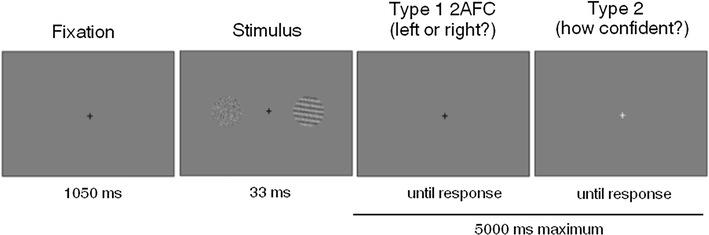 Fixation
Stimulus
Type 1 2AFC
(left or right?)
Type 2
(how confident?)
1050 ms
33 ms
until response
until response
5000 ms maximum